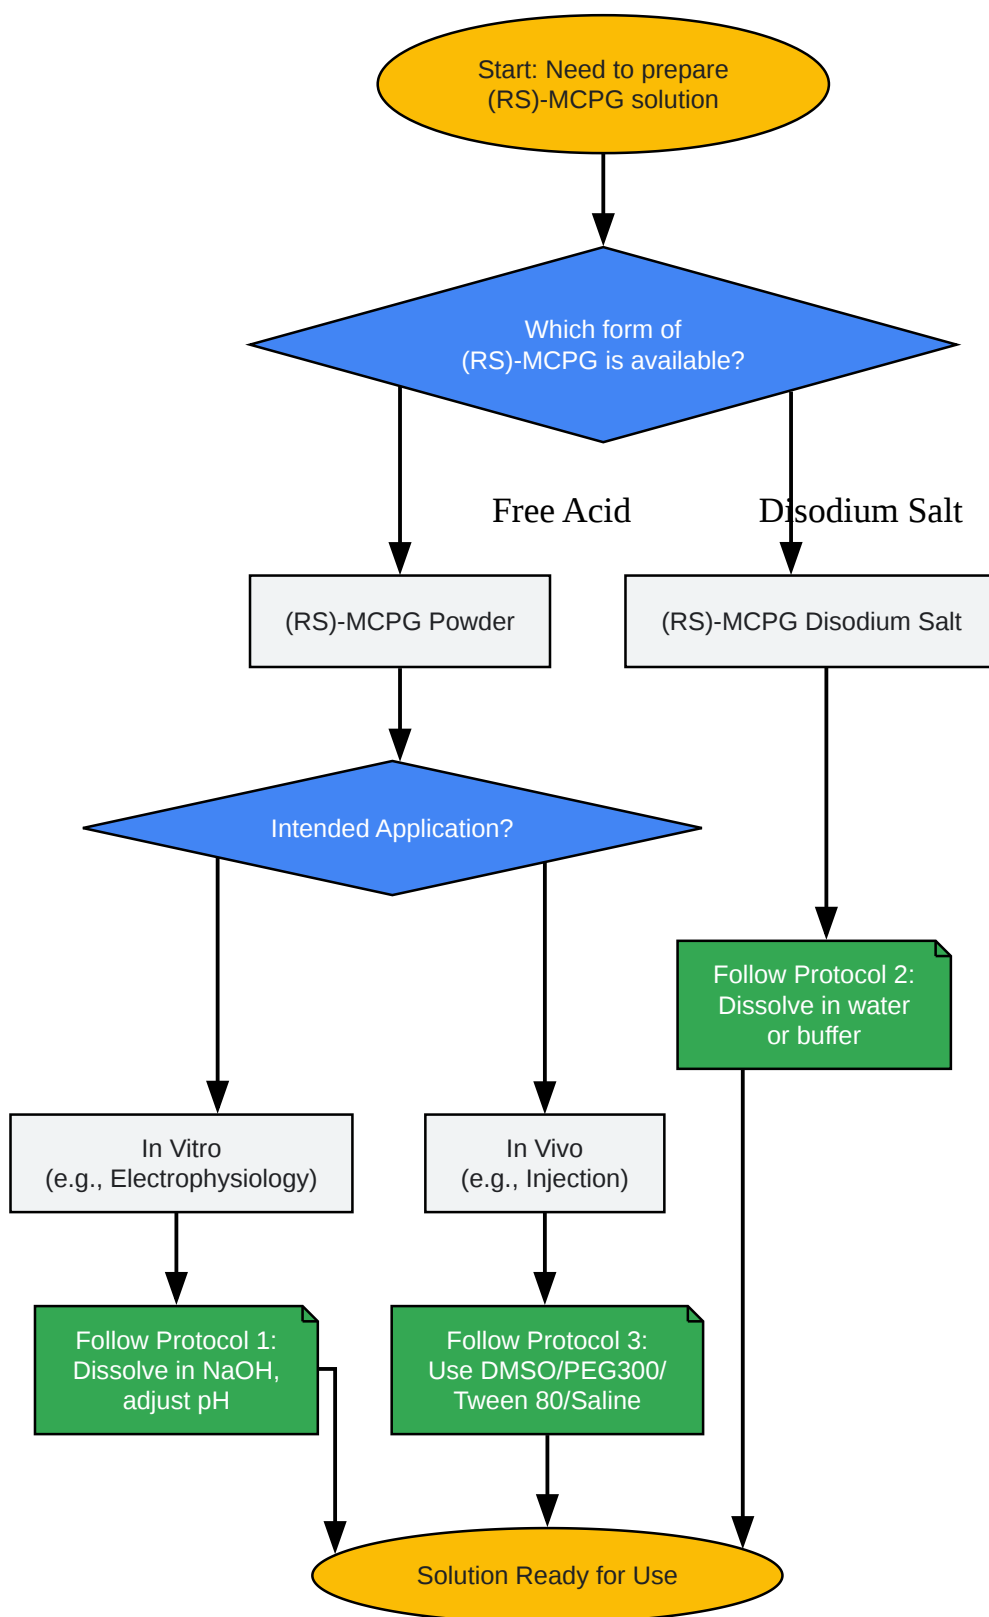 Start: Need to prepare
(RS)-MCPG solution
Which form of
(RS)-MCPG is available?
Free Acid
Disodium Salt
(RS)-MCPG Powder
(RS)-MCPG Disodium Salt
Intended Application?
Follow Protocol 2:
Dissolve in water
or buffer
In Vitro
(e.g., Electrophysiology)
In Vivo
(e.g., Injection)
Follow Protocol 1:
Dissolve in NaOH,
adjust pH
Follow Protocol 3:
Use DMSO/PEG300/
Tween 80/Saline
Solution Ready for Use